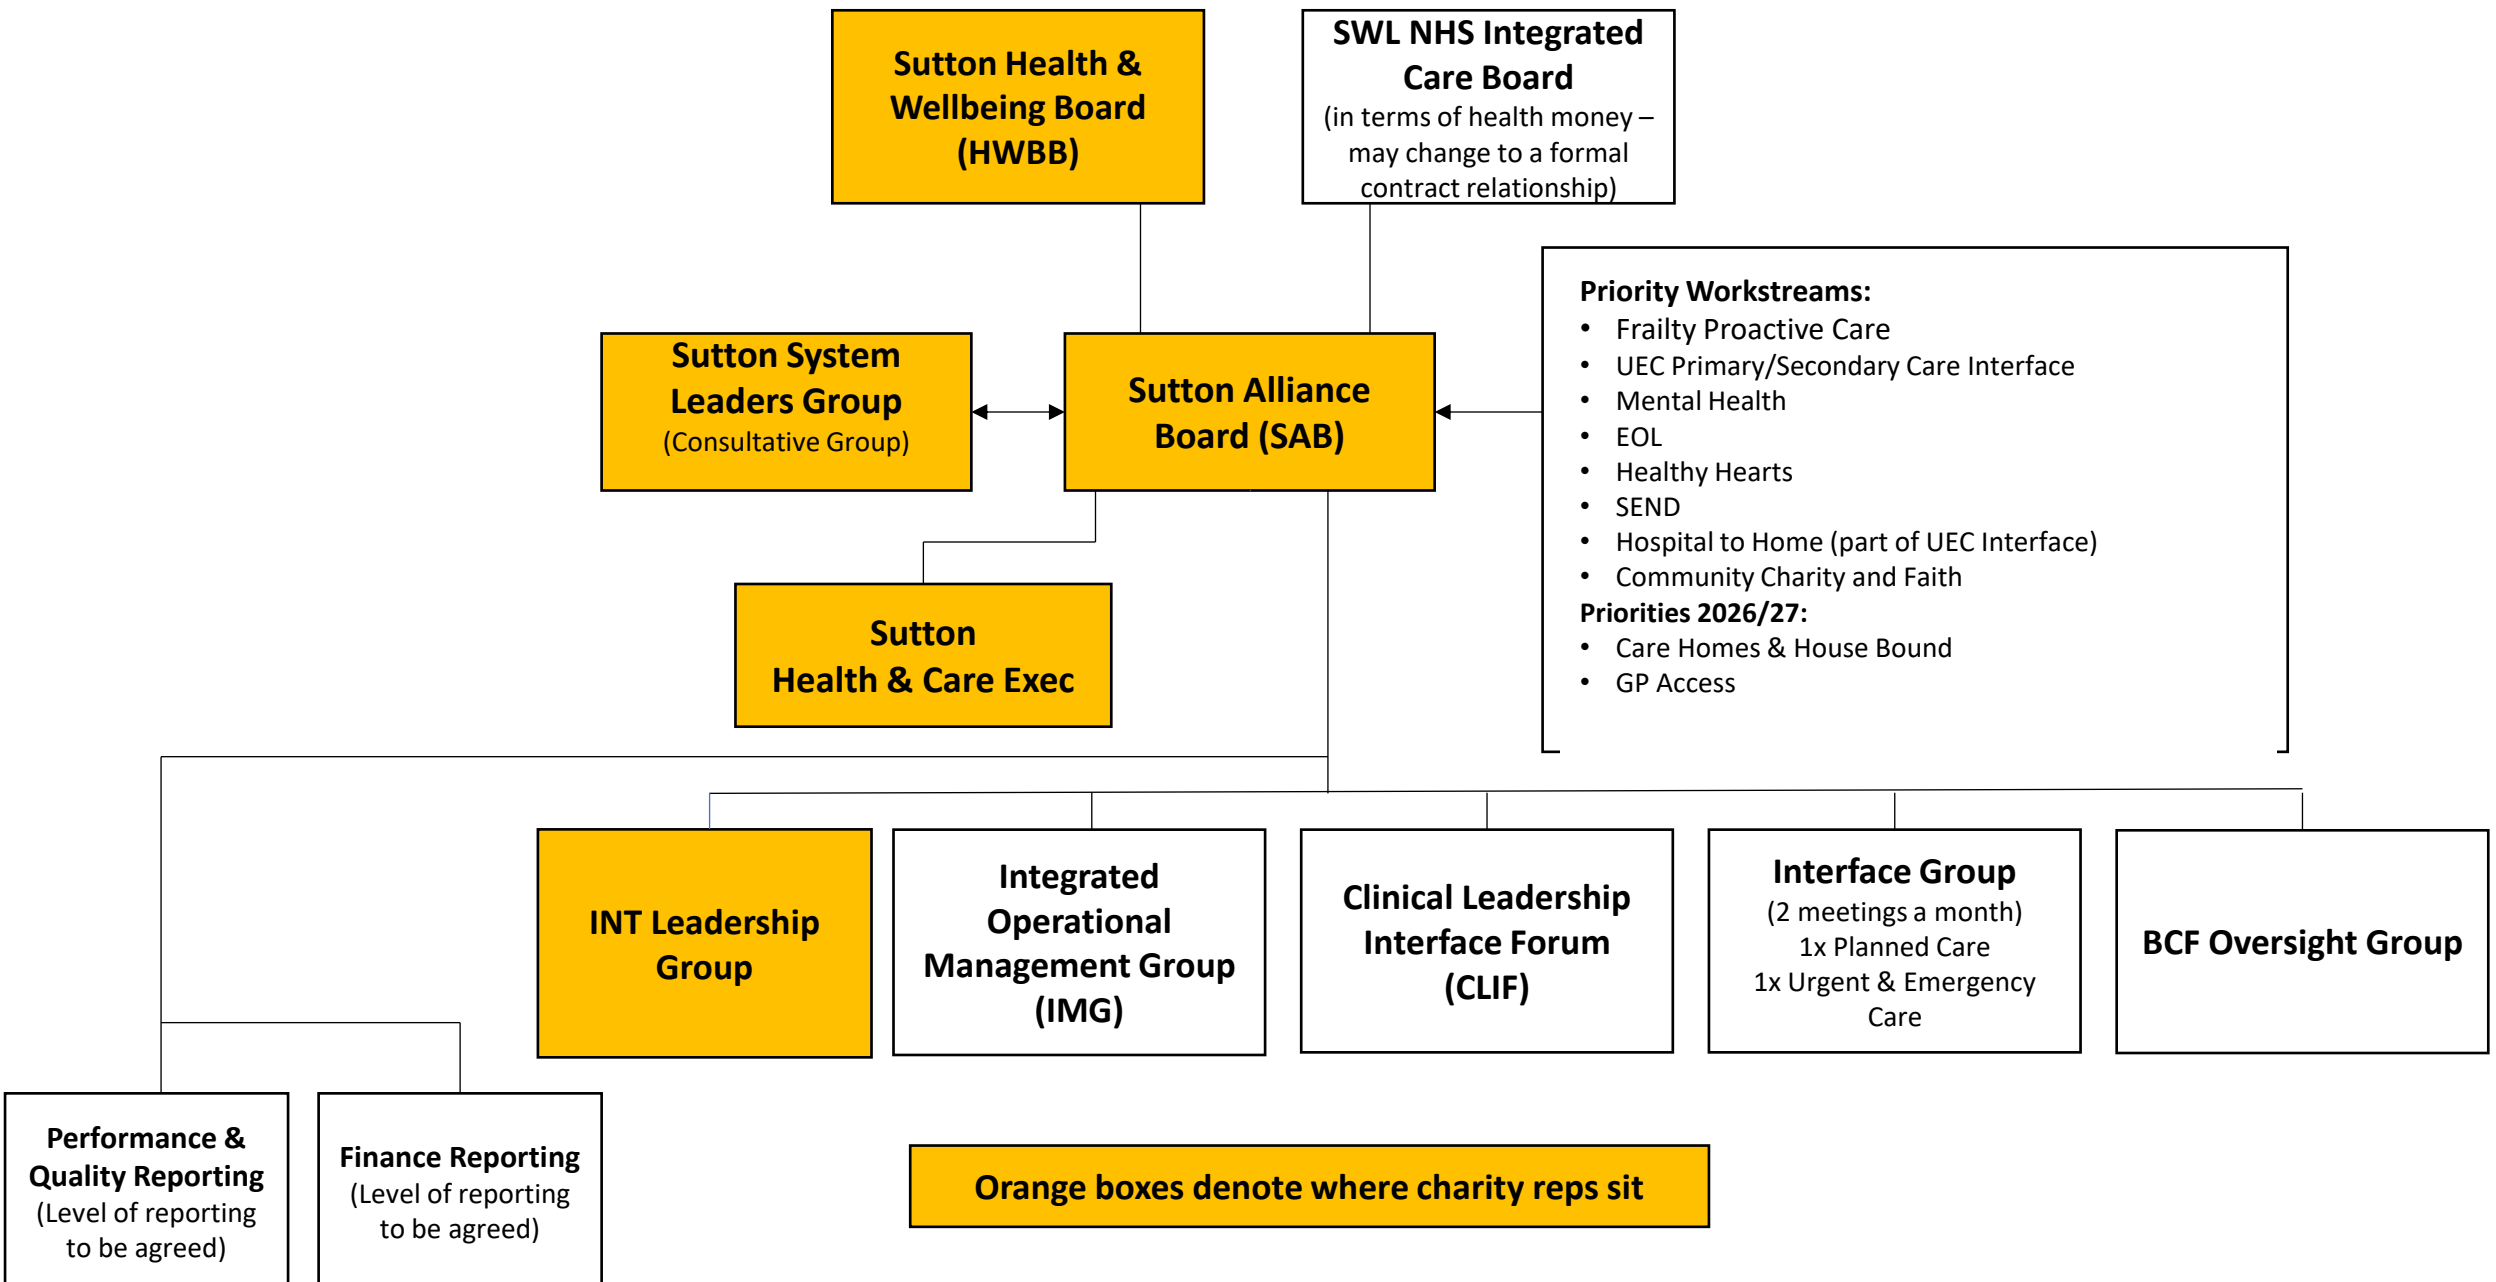 Sutton Health &
Wellbeing Board
(HWBB)
SWL NHS Integrated
Care Board
(in terms of health money –
may change to a formal
contract relationship)
Sutton System
Leaders Group
(Consultative Group)
Sutton Alliance
Board (SAB)
Priority Workstreams:
• Frailty Proactive Care
• UEC Primary/Secondary Care Interface
• Mental Health
• EOL
• Healthy Hearts
• SEND
• Hospital to Home (part of UEC Interface)
• Community Charity and Faith
Priorities 2026/27:
• Care Homes & House Bound
• GP Access
Sutton
Health & Care Exec
INT Leadership
Group
Integrated
Operational
Management Group
(IMG)
Clinical Leadership
Interface Forum
(CLIF)
Interface Group
(2 meetings a month)
1x Planned Care
1x Urgent & Emergency
Care
BCF Oversight Group
Performance &
Quality Reporting
(Level of reporting
to be agreed)
Finance Reporting
(Level of reporting
to be agreed)
Orange boxes denote where charity reps sit